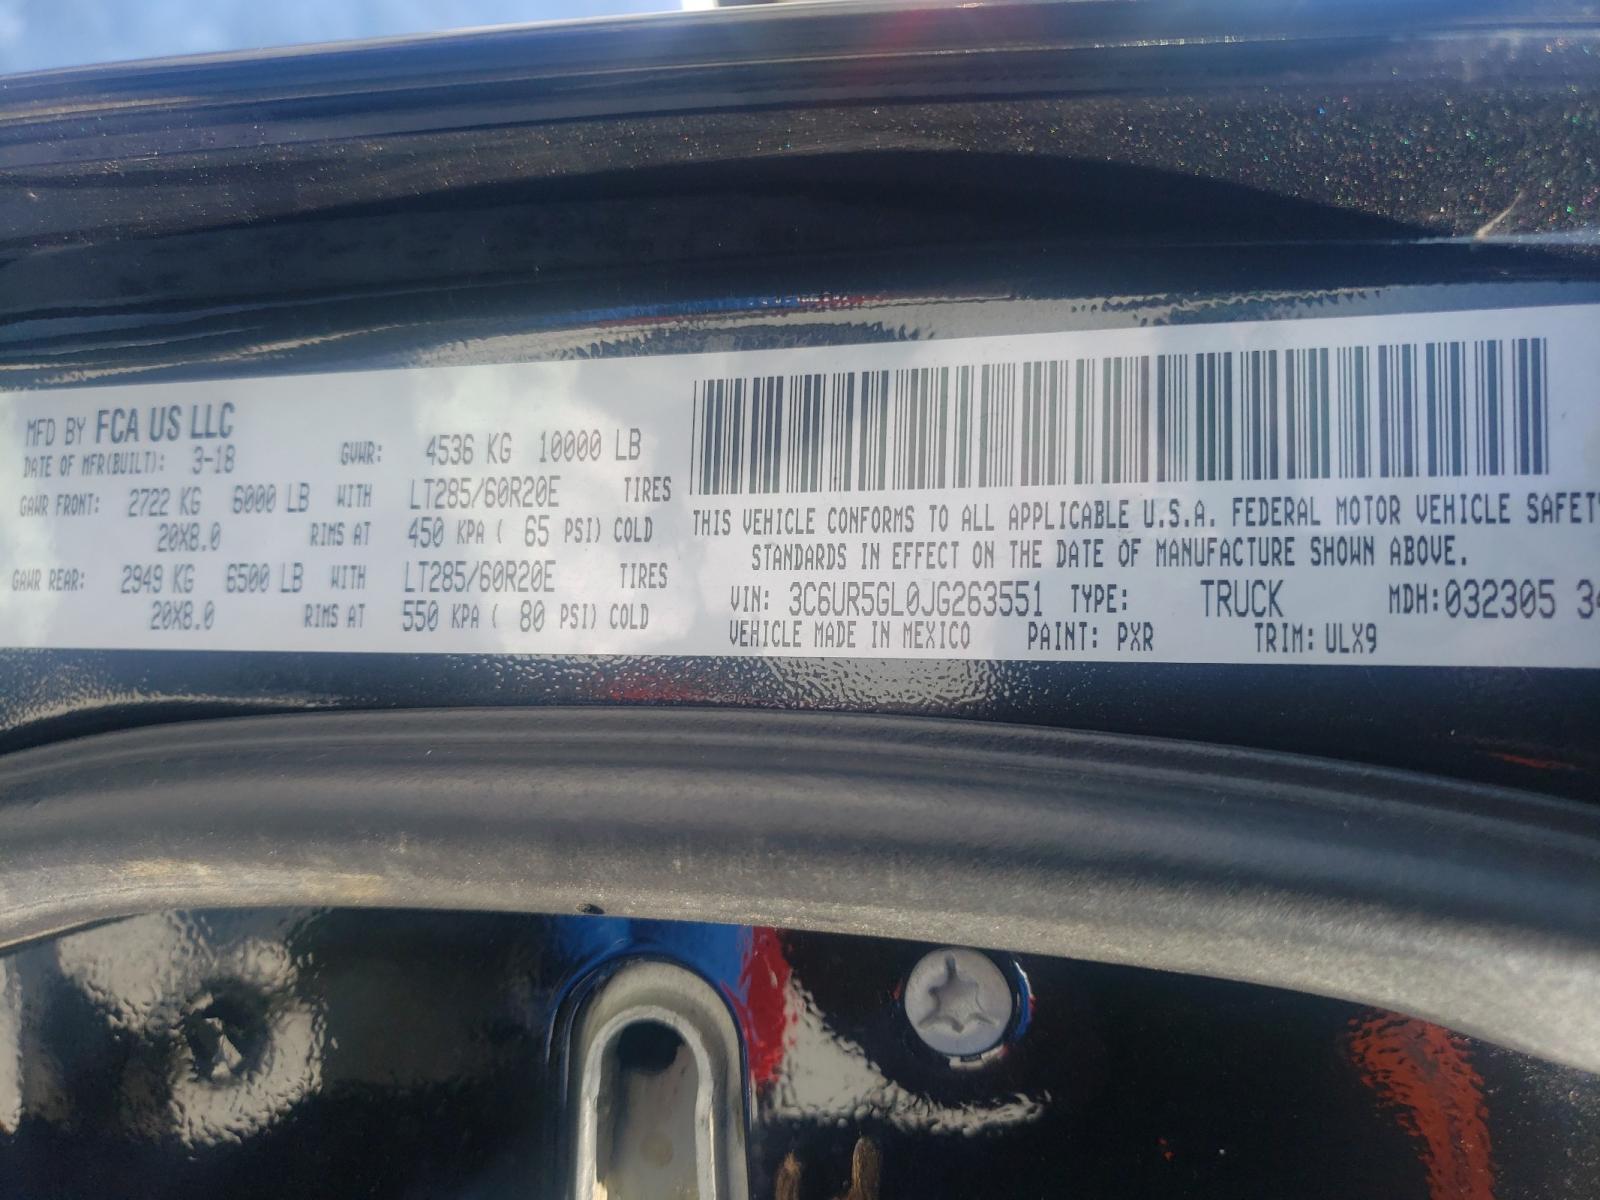 MFD BY FCA US LLC
DATE OF MFR(BUILT): 3-18 GVWR: 4536 KG 10000 LB
GAWR FRONT: 2722 KG 6000 LB WITH LT285/60R20E TIRES
20X8.0 RIMS AT 450 KPA ( 65 PSI) COLD
GAWR REAR: 2949 KG 6500 LB WITH LT285/60R20E TIRES
20X8.0 RIMS AT 550 KPA ( 80 PSI) COLD
THIS VEHICLE CONFORMS TO ALL APPLICABLE U.S.A. FEDERAL MOTOR VEHICLE SAFETY
STANDARDS IN EFFECT ON THE DATE OF MANUFACTURE SHOWN ABOVE.
VIN: 3C6UR5GL0JG263551 TYPE: TRUCK MDH: 032305
VEHICLE MADE IN MEXICO PAINT: PXR TRIM: ULX9